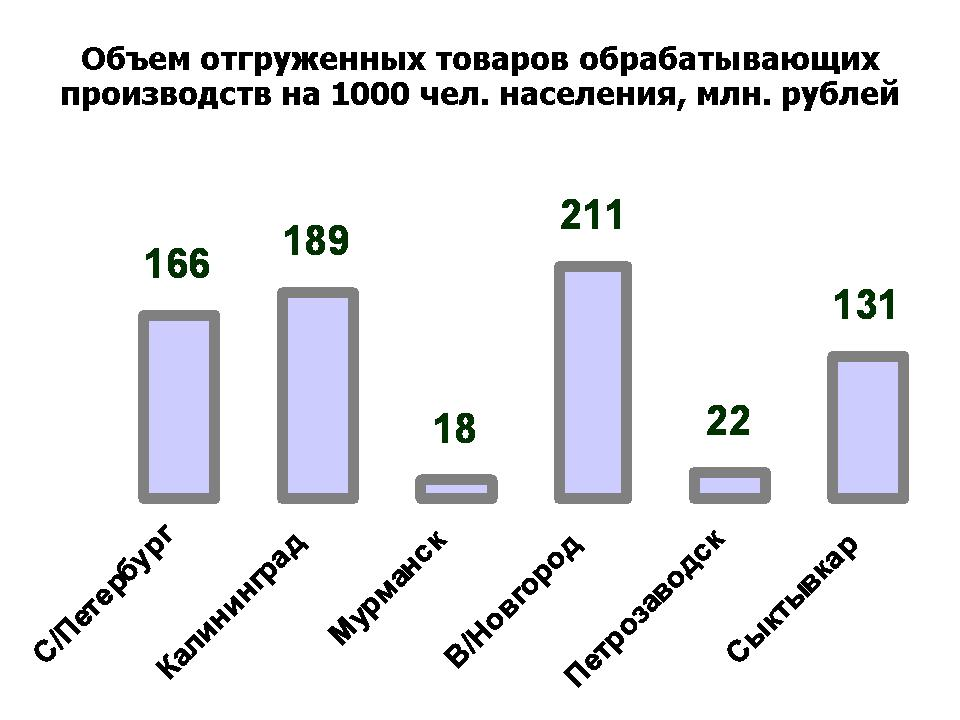 Объем отгруженных товаров обрабатывающих
производств на 1000 чел. населения, млн. рублей
166
189
18
211
22
131
С/Петербург
Калининград
Мурманск
В/Новгород
Петрозаводск
Сыктывкар